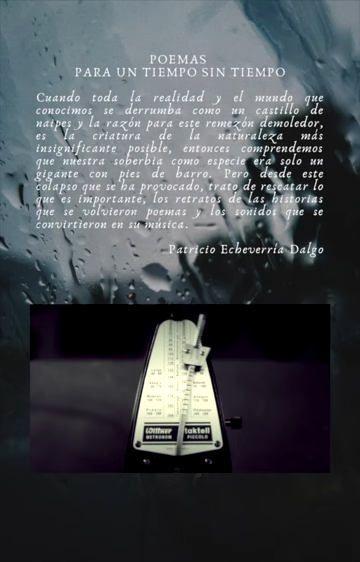 POEMAS
PARA UN TIEMPO SIN TIEMPO
Cuando toda la realidad y el mundo que
conocimos se derrumba como un castillo de
naipes y la razón para este remezón demoledor,
es la criatura de la naturaleza más
insignificante posible, entonces comprendemos
que nuestra soberbia como especie era solo un
gigante con pies de barro. Pero desde este
colapso que se ha provocado, trato de rescatar lo
que es importante, los retratos de las historias
que se volvieron poemas y los sonidos que se
convirtieron en su música.
Patricio Echeverría Dalgo
Wittner taktell
METRONOM PICCOLO